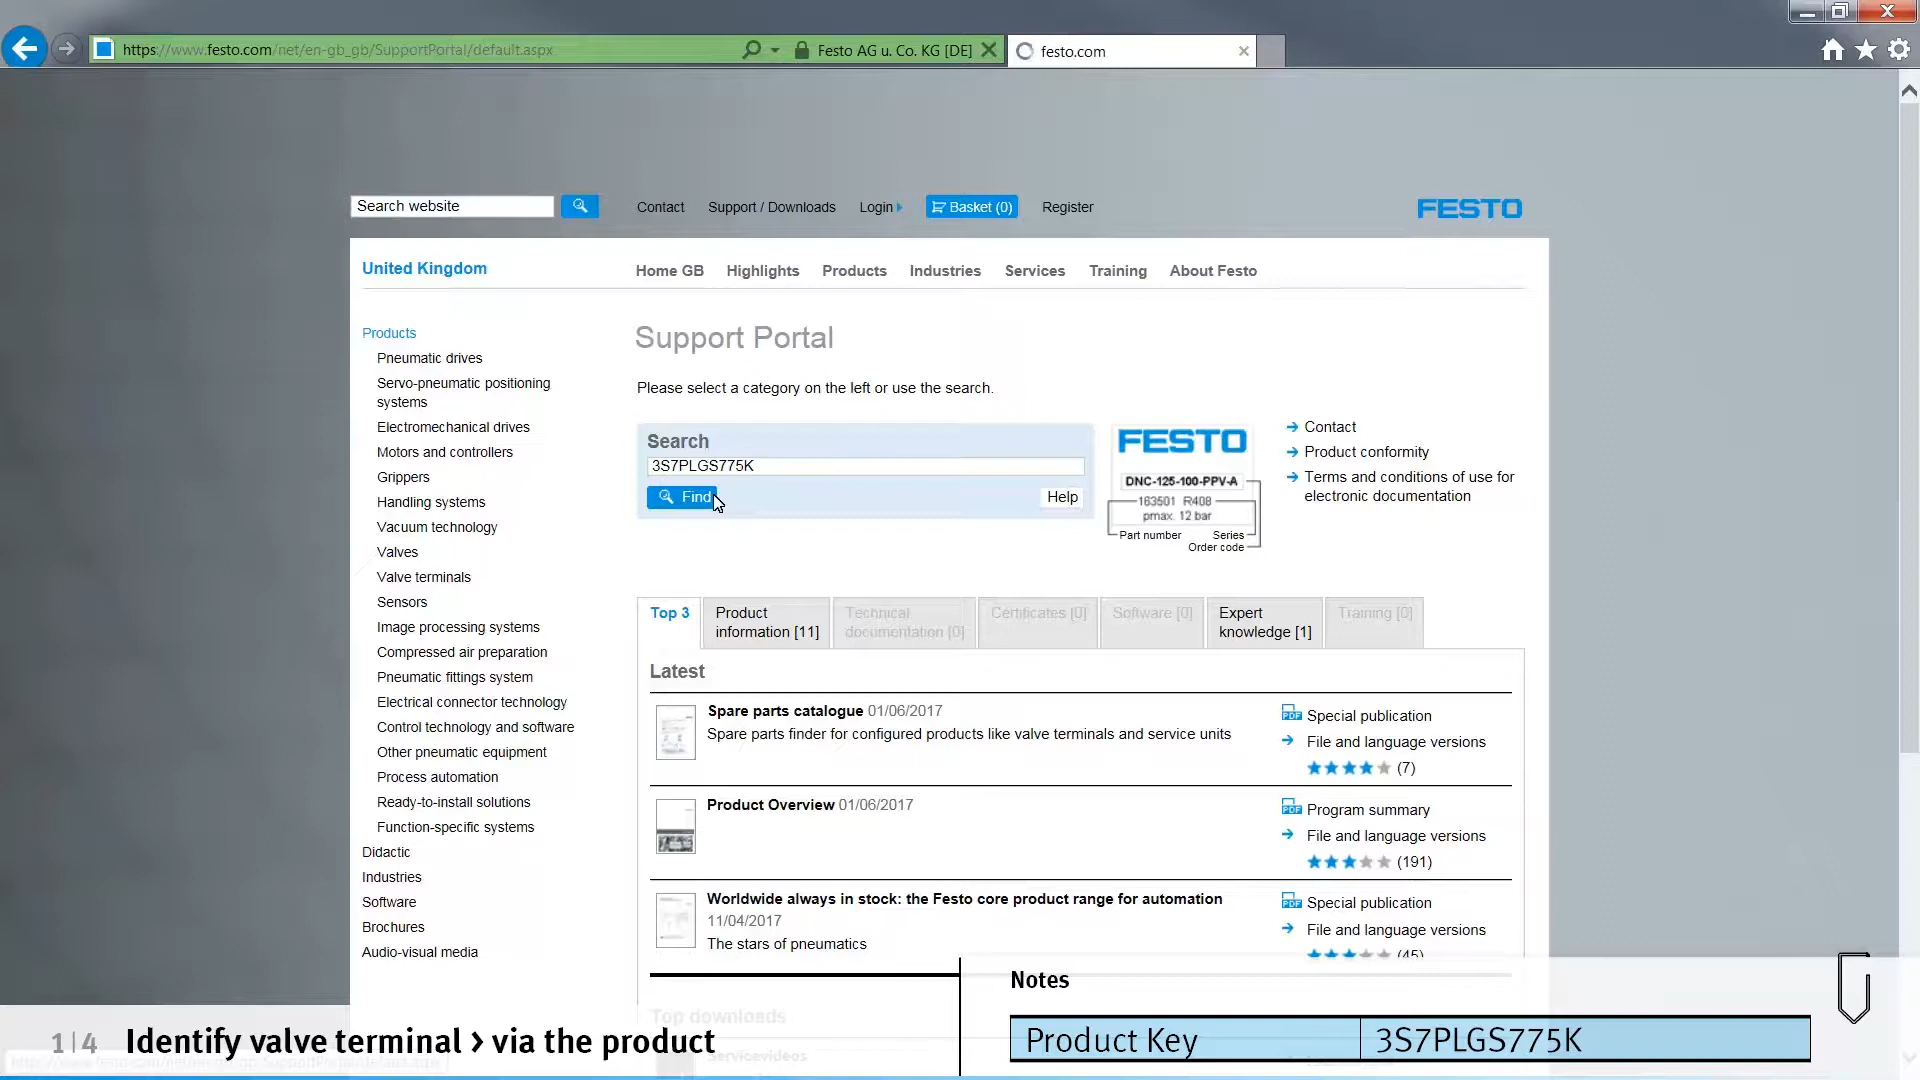 https://www.festo.com/net/en-gb_gb/SupportPortal/default.aspx
Festo AG u. Co. KG [DE]
festo.com
Search website
Contact
Support / Downloads
Login
Basket (0)
Register
FESTO
United Kingdom
Home GB
Highlights
Products
Industries
Services
Training
About Festo
Products
Pneumatic drives
Servo-pneumatic positioning
systems
Electromechanical drives
Motors and controllers
Grippers
Handling systems
Vacuum technology
Valves
Valve terminals
Sensors
Image processing systems
Compressed air preparation
Pneumatic fittings system
Electrical connector technology
Control technology and software
Other pneumatic equipment
Process automation
Ready-to-install solutions
Function-specific systems
Didactic
Industries
Software
Brochures
Audio-visual media
Support Portal
Please select a category on the left or use the search.
Search
3S7PLGS775K
Find
Help
FESTO
DNC-125-100-PPV-A
163501 R408
pmax. 12 bar
Part number
Series
Order code
Contact
Product conformity
Terms and conditions of use for
electronic documentation
Top 3
Product
information [11]
Technical
documentation [0]
Certificates [0]
Software [0]
Expert
knowledge [1]
Training [0]
Latest
Spare parts catalogue 01/06/2017
Spare parts finder for configured products like valve terminals and service units
Special publication
File and language versions
(7)
Product Overview 01/06/2017
Program summary
File and language versions
(191)
Worldwide always in stock: the Festo core product range for automation
11/04/2017
The stars of pneumatics
Special publication
File and language versions
(45)
Top downloads
Servicevideos
1|4
Identify valve terminal > via the product
Notes
Product Key
3S7PLGS775K